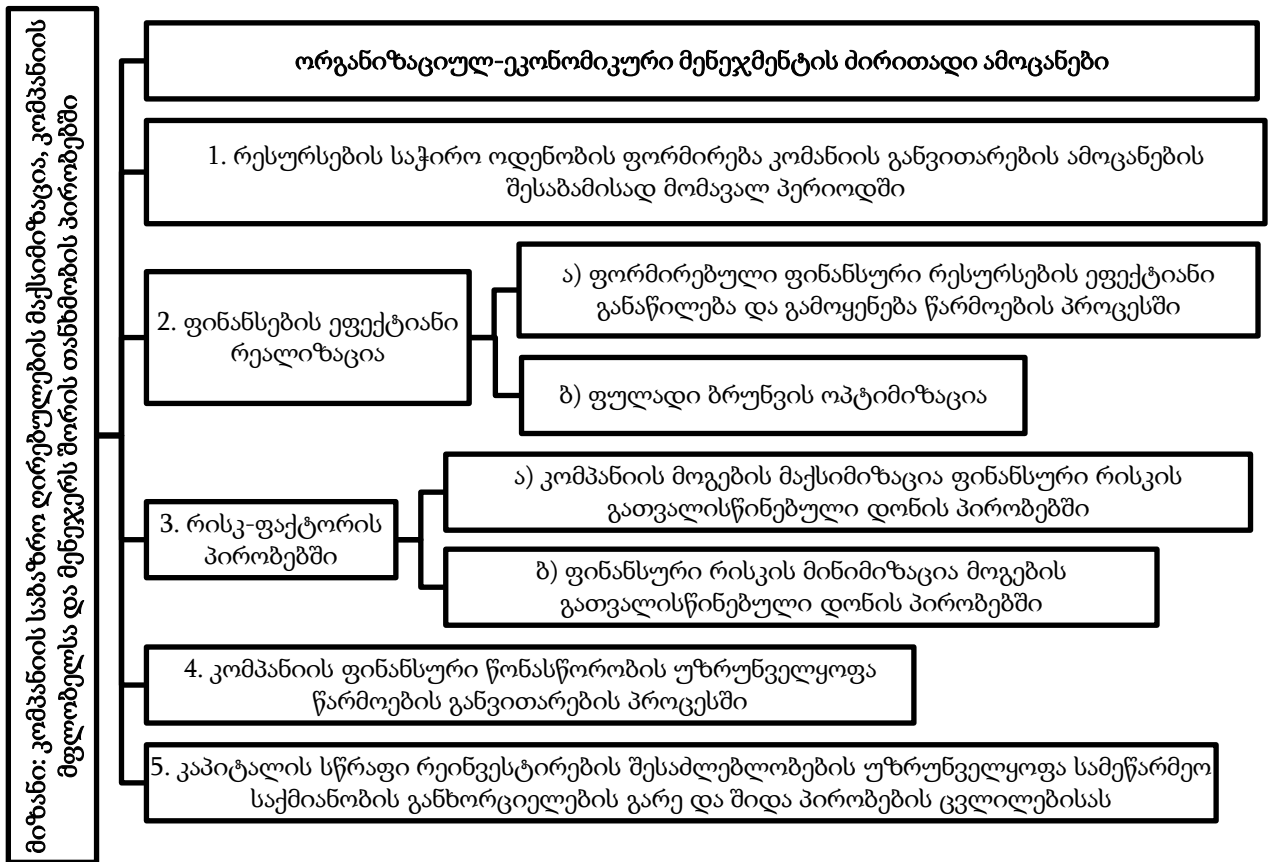 მიზანი: კომპანიის საბაზრო ღირებულების მაქსიმიზაცია, კომპანიის
მფლობელსა და მენეჯერს შორის თანხმობის პირობებში
ორგანიზაციულ-ეკონომიკური მენეჯმენტის ძირითადი ამოცანები
1. რესურსების საჭირო ოდენობის ფორმირება კომანიის განვითარების ამოცანების
შესაბამისად მომავალ პერიოდში
2. ფინანსების ეფექტიანი
რეალიზაცია
ა) ფორმირებული ფინანსური რესურსების ეფექტიანი
განაწილება და გამოყენება წარმოების პროცესში
ბ) ფულადი ბრუნვის ოპტიმიზაცია
3. რისკ-ფაქტორის
პირობებში
ა) კომპანიის მოგების მაქსიმიზაცია ფინანსური რისკის
გათვალისწინებული დონის პირობებში
ბ) ფინანსური რისკის მინიმიზაცია მოგების
გათვალისწინებული დონის პირობებში
4. კომპანიის ფინანსური წონასწორობის უზრუნველყოფა
წარმოების განვითარების პროცესში
5. კაპიტალის სწრაფი რეინვესტირების შესაძლებლობების უზრუნველყოფა სამეწარმეო
საქმიანობის განხორციელების გარე და შიდა პირობების ცვლილებისას